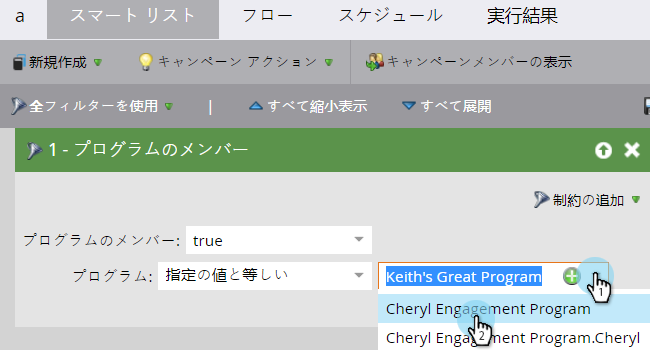 a スマート リスト フロー スケジュール 実行結果
新規作成 キャンペーン アクション キャンペーンメンバーの表示
全フィルターを使用 | すべて縮小表示 すべて展開
1 - プログラムのメンバー
制約の追加
プログラムのメンバー: true
プログラム: 指定の値と等しい Keith's Great Program
1
Cheryl Engagement Program
2
Cheryl Engagement Program.Cheryl